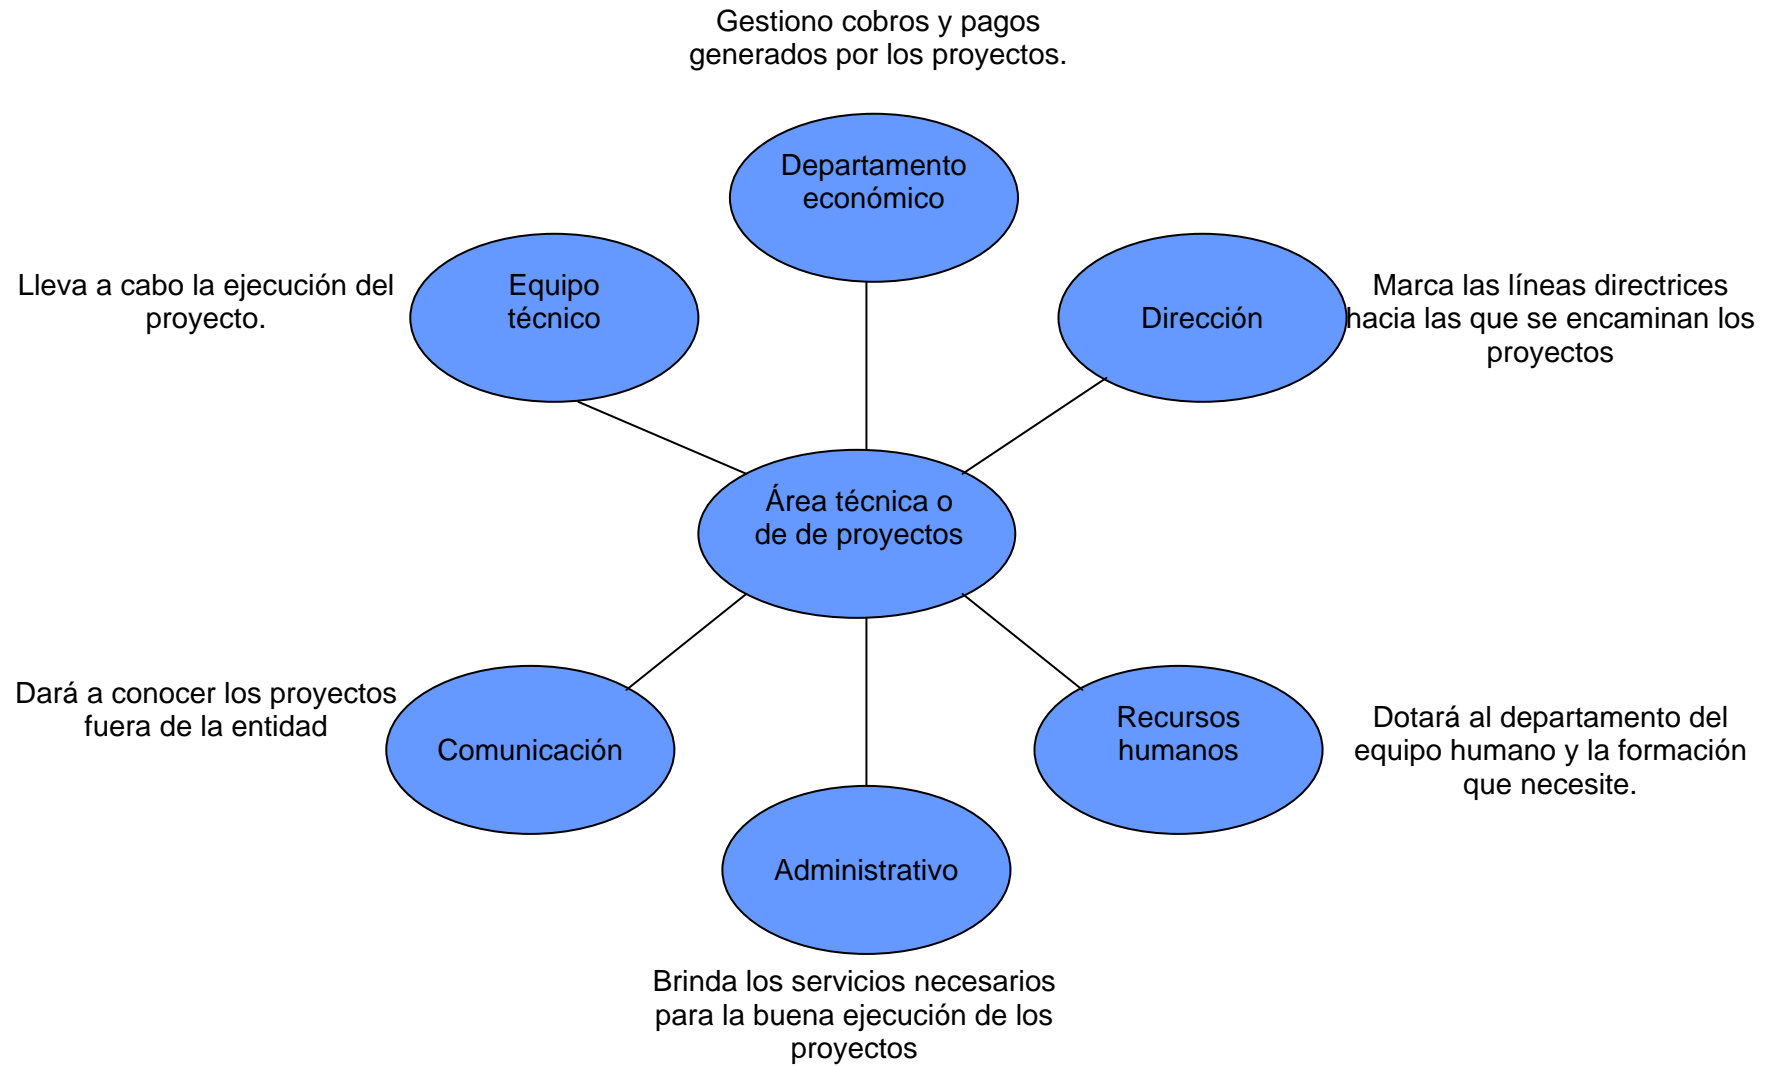 Gestiono cobros y pagos
generados por los proyectos.
Departamento
económico
Lleva a cabo la ejecución del
proyecto.
Equipo
técnico
Dirección
Marca las líneas directrices
hacia las que se encaminan los
proyectos
Área técnica o
de de proyectos
Dará a conocer los proyectos
fuera de la entidad
Comunicación
Recursos
humanos
Dotará al departamento del
equipo humano y la formación
que necesite.
Administrativo
Brinda los servicios necesarios
para la buena ejecución de los
proyectos